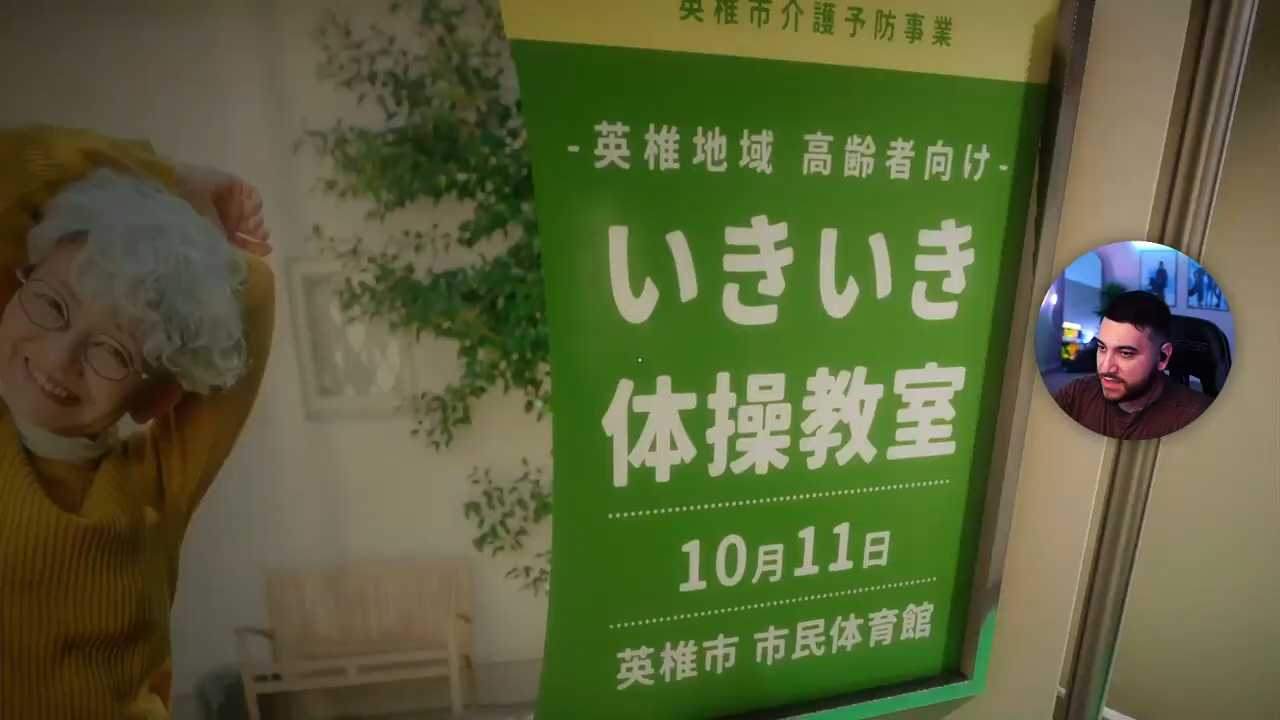 英椎市介護予防事業
-英椎地域 高齢者向け-
いきいき
体操教室
10月11日
英椎市 市民体育館